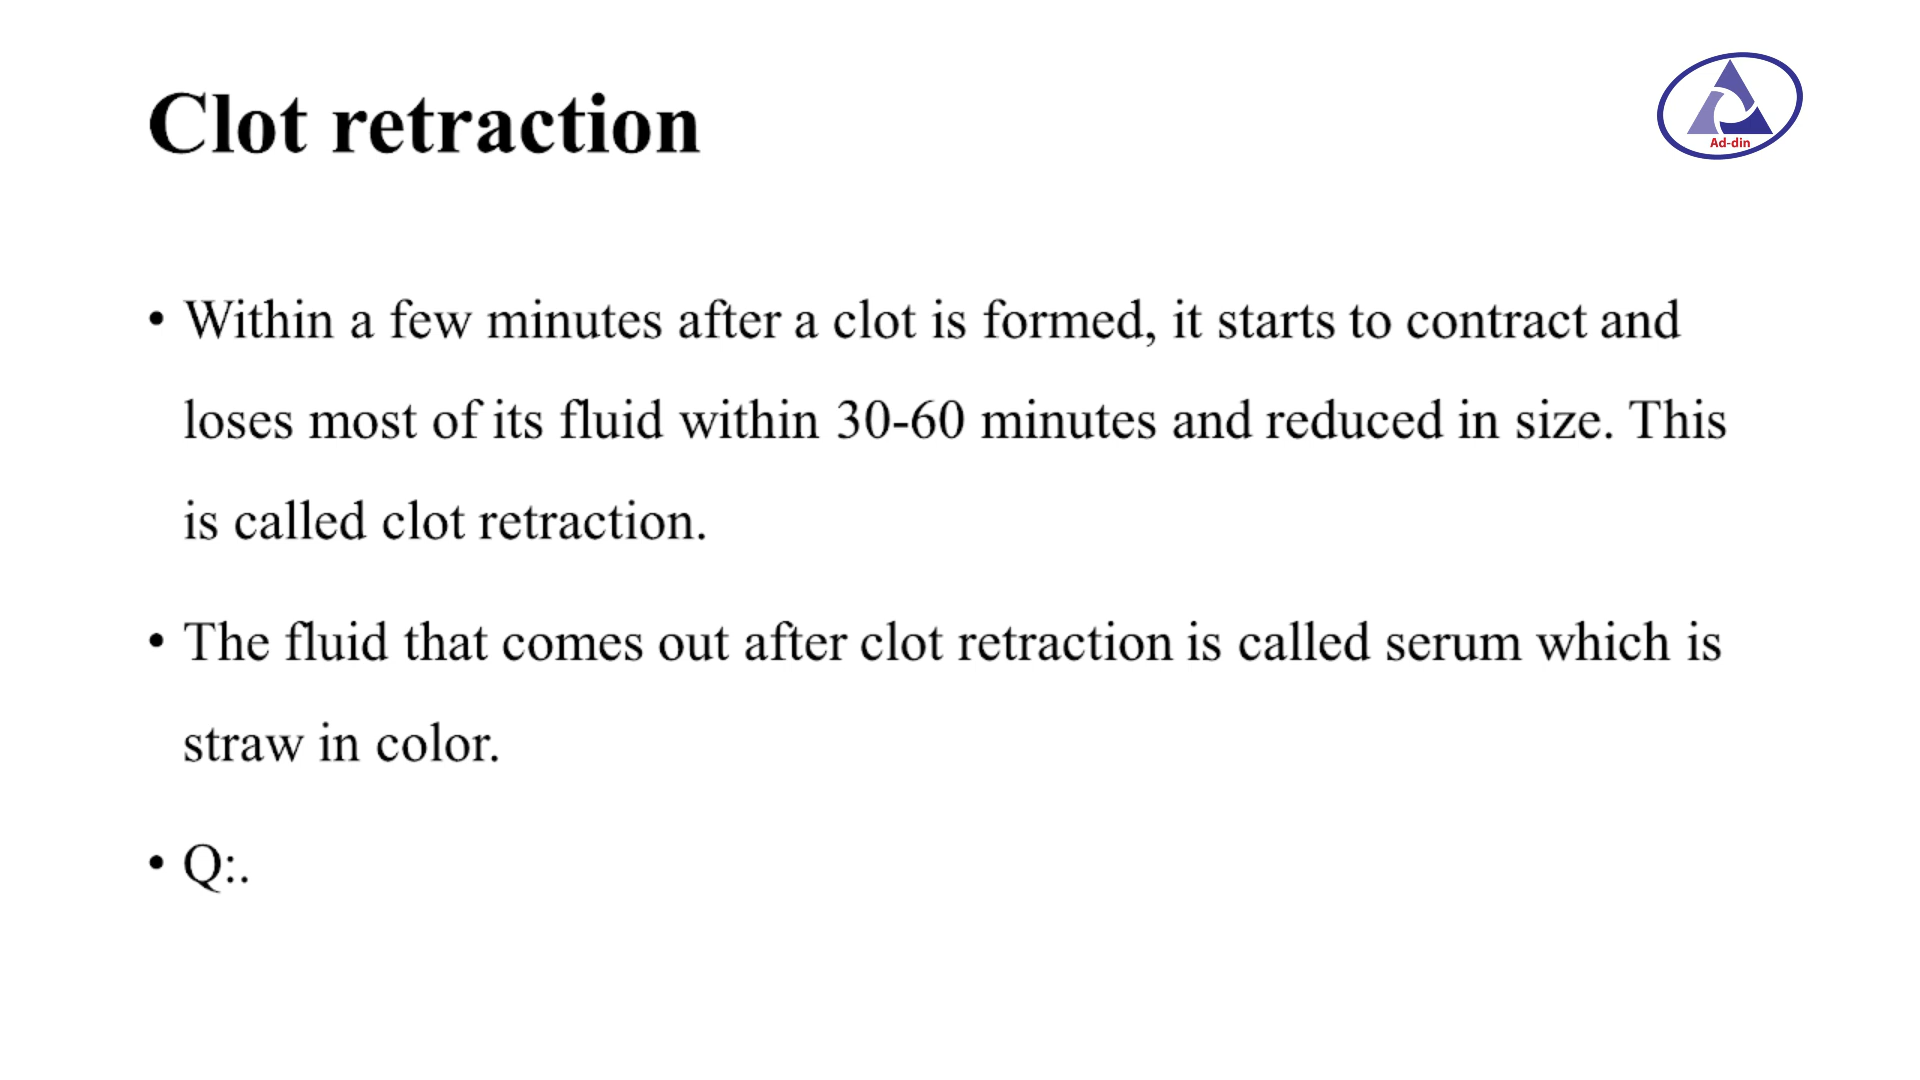 Clot retraction
Ad-din
• Within a few minutes after a clot is formed, it starts to contract and
loses most of its fluid within 30-60 minutes and reduced in size. This
is called clot retraction.
• The fluid that comes out after clot retraction is called serum which is
straw in color.
• Q:.